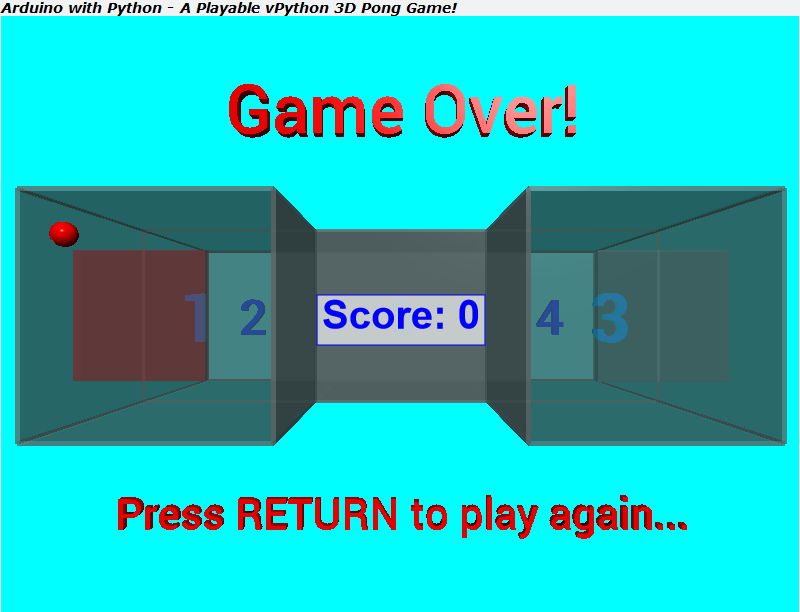 Arduino with Python - A Playable vPython 3D Pong Game!
Game Over!
1 2 Score: 0 4 3
Press RETURN to play again...